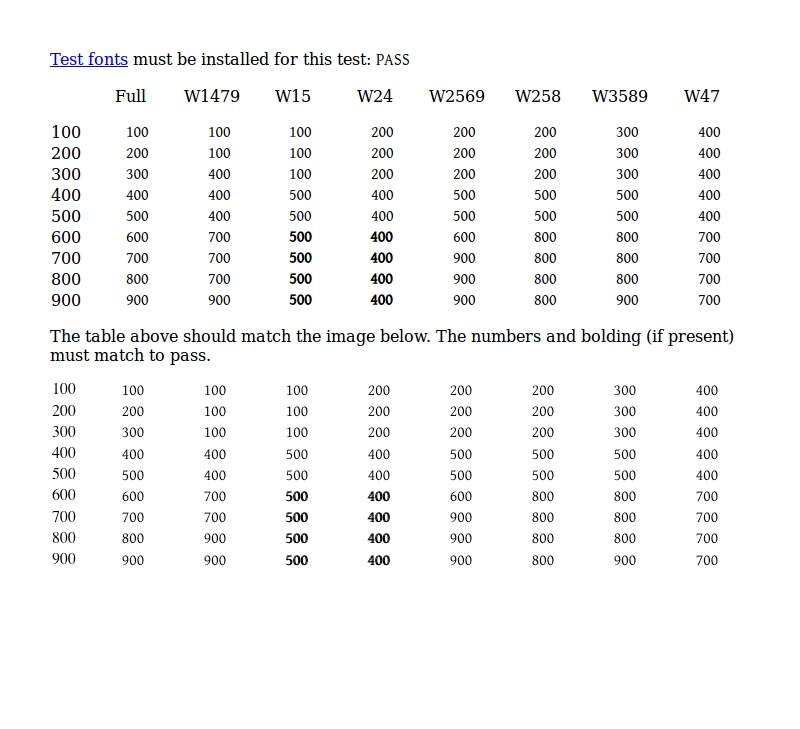 Test fonts must be installed for this test: PASS
Full W1479 W15 W24 W2569 W258 W3589 W47
100 100 100 100 200 200 200 300 400
200 200 100 100 200 200 200 300 400
300 300 400 100 200 200 200 300 400
400 400 400 500 400 500 500 500 400
500 500 400 500 400 500 500 500 400
600 600 700 500 400 600 800 800 700
700 700 700 500 400 900 800 800 700
800 800 700 500 400 900 800 800 700
900 900 900 500 400 900 800 900 700
The table above should match the image below. The numbers and bolding (if present)
must match to pass.
100 100 100 100 200 200 200 300 400
200 200 100 100 200 200 200 300 400
300 300 100 100 200 200 200 300 400
400 400 400 500 400 500 500 500 400
500 500 400 500 400 500 500 500 400
600 600 700 500 400 600 800 800 700
700 700 700 500 400 900 800 800 700
800 800 900 500 400 900 800 800 700
900 900 900 500 400 900 800 900 700